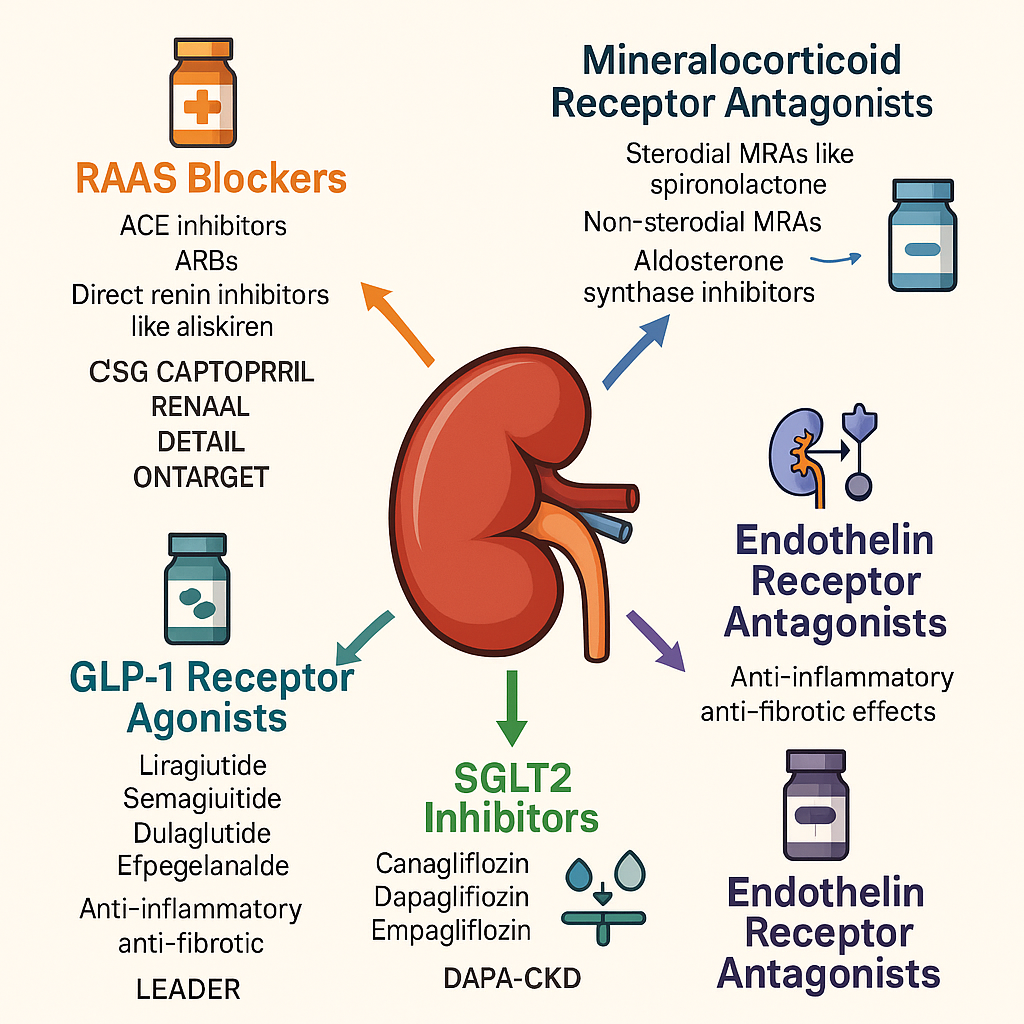 RAAS Blockers
ACE inhibitors
ARBs
Direct renin inhibitors
like aliskiren
CSG CAPTOPRRIL
RENAAL
DETAIL
ONTARGET
Mineralocorticoid
Receptor Antagonists
Sterodial MRAs like
spironolactone
Non-sterodial MRAs
Aldosterone
synthase inhibitors
Endothelin
Receptor
Antagonists
Anti-inflammatory
anti-fibrotic effects
GLP-1 Receptor
Agonists
Liragiutide
Semagiuitide
Dulaglutide
Efpegelanalde
Anti-inflammatory
anti-fibrotic
LEADER
SGLT2
Inhibitors
Canagliflozin
Dapagliflozin
Empagliflozin
DAPA-CKD
Endothelin
Receptor
Antagonists